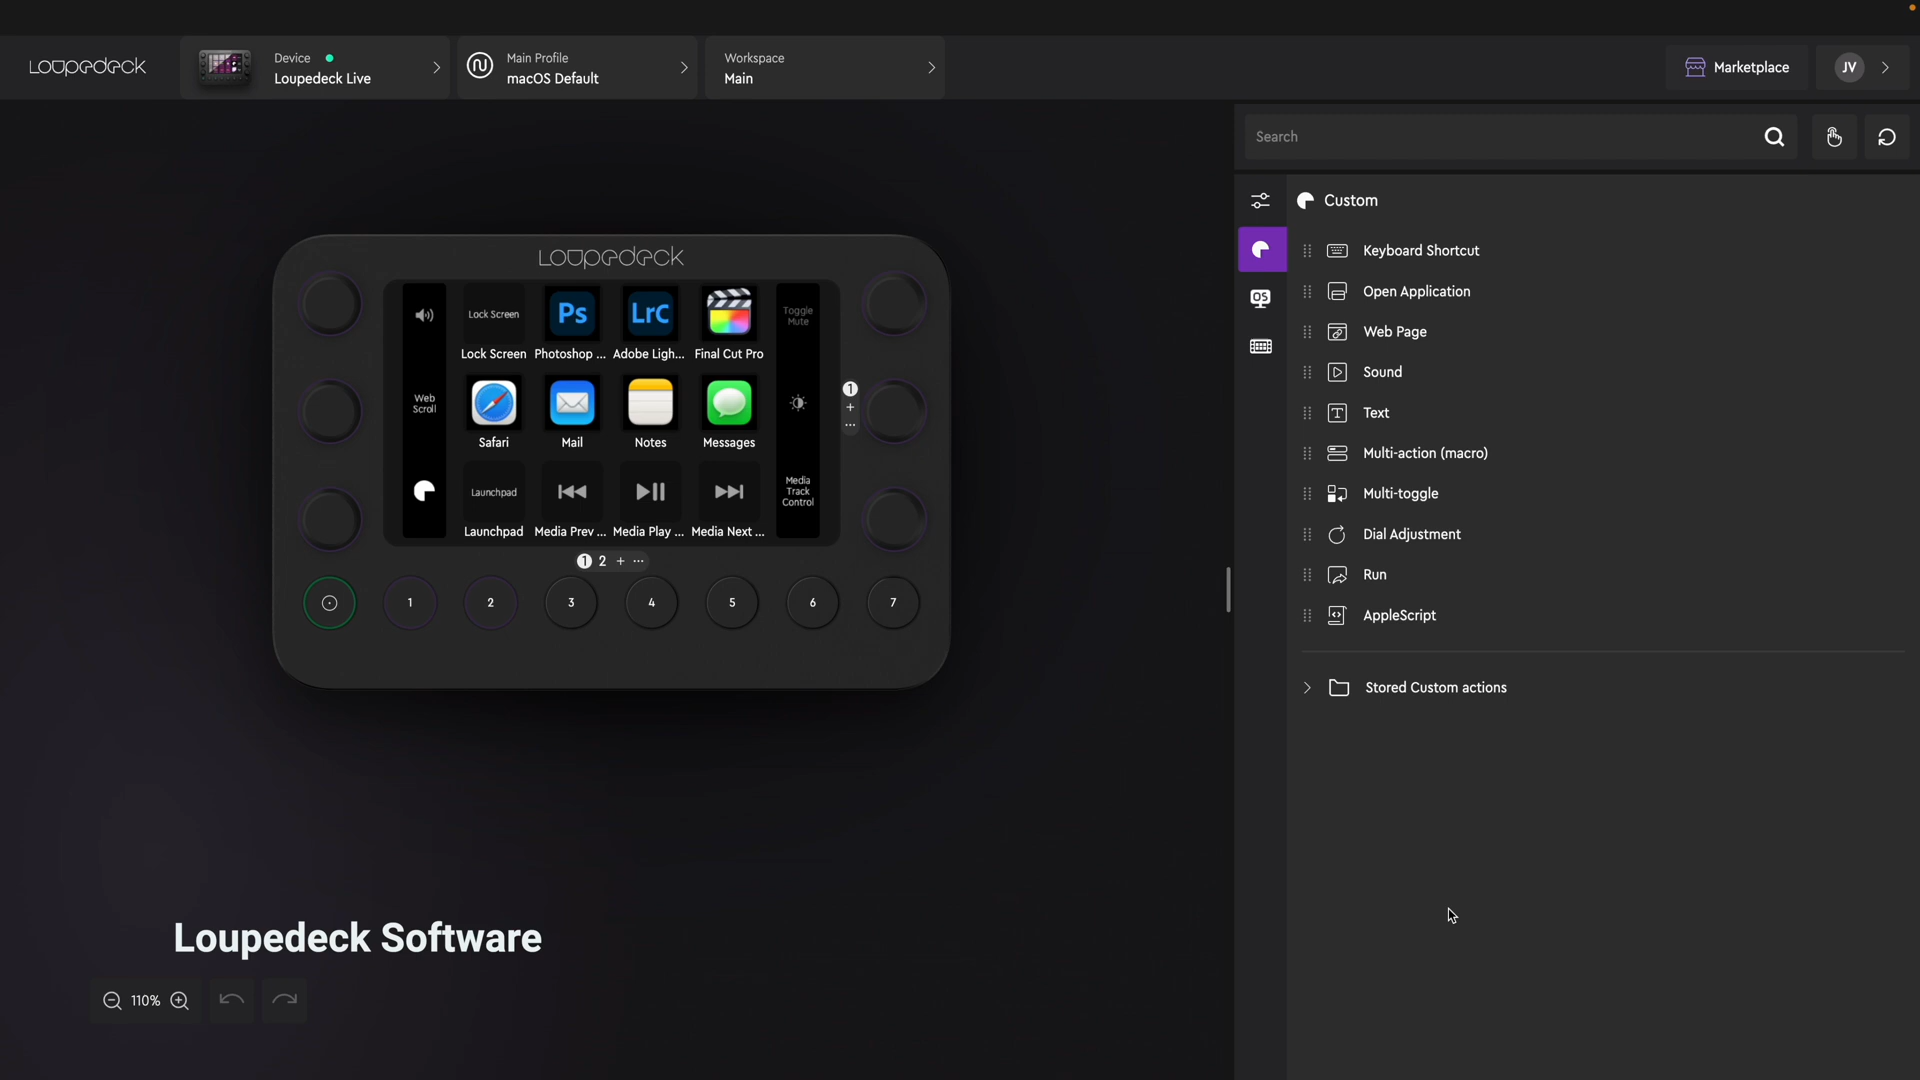 Loupedeck
Device
Loupedeck Live
Main Profile
macOS Default
Workspace
Main
Marketplace
JV
Search
Custom
Keyboard Shortcut
Open Application
Web Page
Sound
Text
Multi-action (macro)
Multi-toggle
Dial Adjustment
Run
AppleScript
Stored Custom actions
OS
Loupedeck
Lock Screen
Ps
LrC
Toggle
Mute
Lock Screen
Photoshop ...
Adobe Ligh...
Final Cut Pro
Web
Scroll
Safari
Mail
Notes
Messages
1
+
...
Launchpad
Media
Track
Control
Launchpad
Media Prev ...
Media Play ...
Media Next ...
1 2 + ...
1 2 3 4 5 6 7
Loupedeck Software
110%